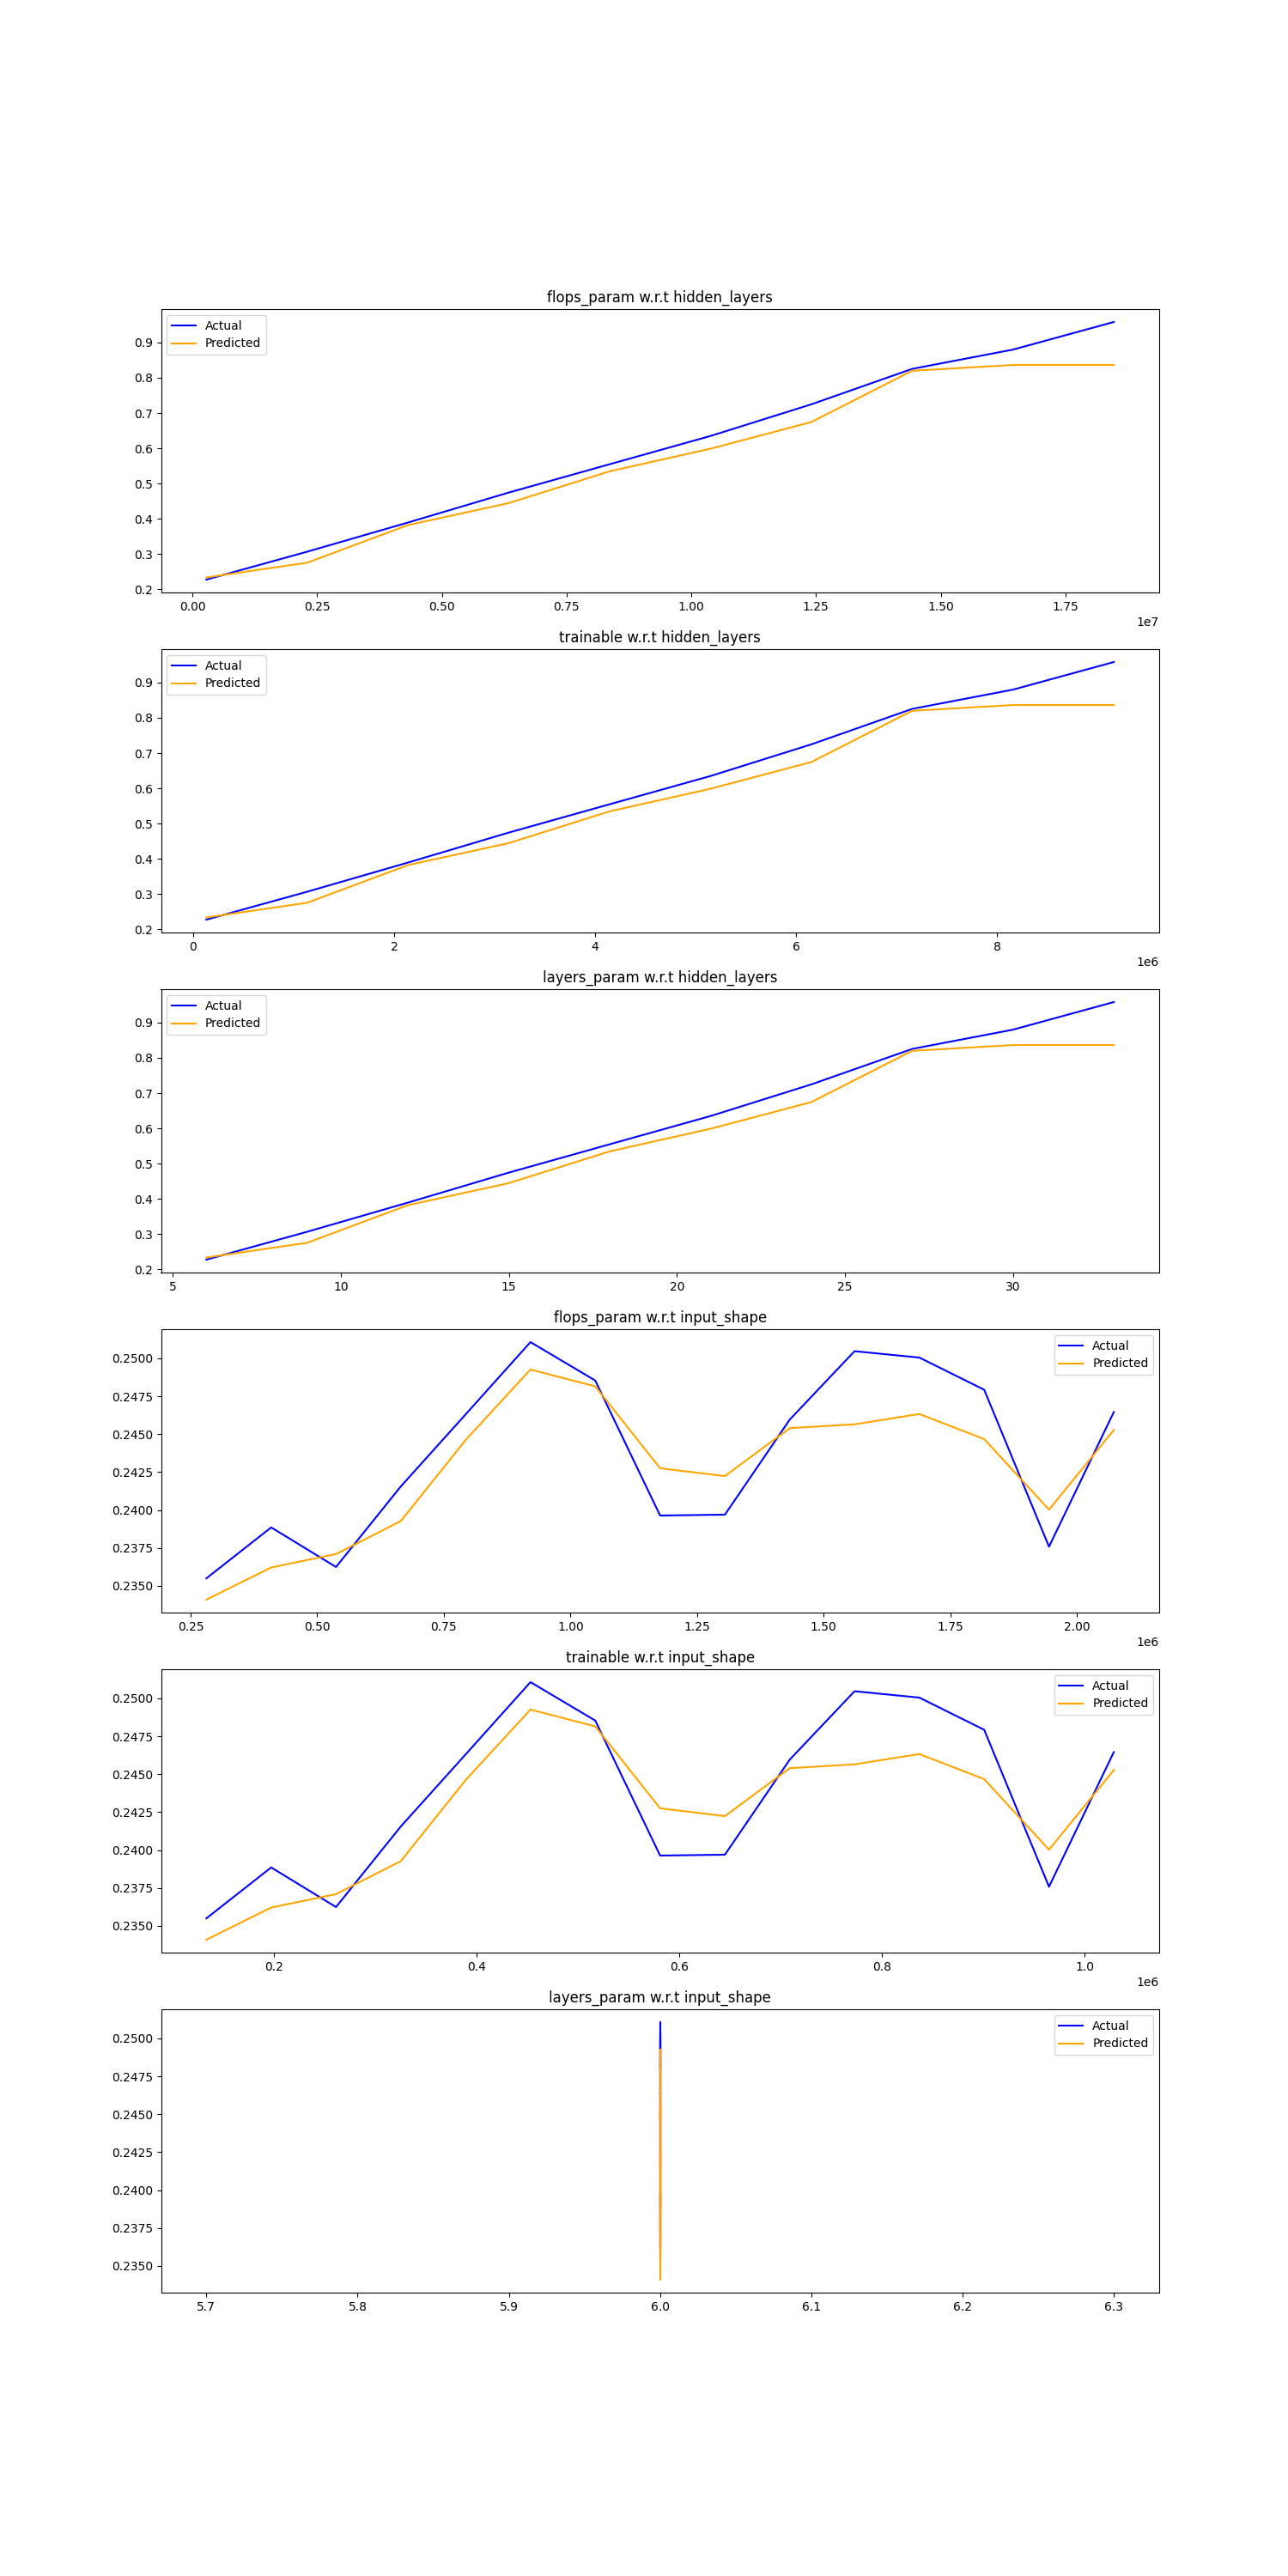 flops_param w.r.t hidden_layers
Actual
Predicted
0.9
0.8
0.7
0.6
0.5
0.4
0.3
0.2
0.00 0.25 0.50 0.75 1.00 1.25 1.50 1.75
1e7
trainable w.r.t hidden_layers
Actual
Predicted
0.9
0.8
0.7
0.6
0.5
0.4
0.3
0.2
0 2 4 6 8
1e6
layers_param w.r.t hidden_layers
Actual
Predicted
0.9
0.8
0.7
0.6
0.5
0.4
0.3
0.2
5 10 15 20 25 30
flops_param w.r.t input_shape
Actual
Predicted
0.2500
0.2475
0.2450
0.2425
0.2400
0.2375
0.2350
0.25 0.50 0.75 1.00 1.25 1.50 1.75 2.00
1e6
trainable w.r.t input_shape
Actual
Predicted
0.2500
0.2475
0.2450
0.2425
0.2400
0.2375
0.2350
0.2 0.4 0.6 0.8 1.0
1e6
layers_param w.r.t input_shape
Actual
Predicted
0.2500
0.2475
0.2450
0.2425
0.2400
0.2375
0.2350
5.7 5.8 5.9 6.0 6.1 6.2 6.3